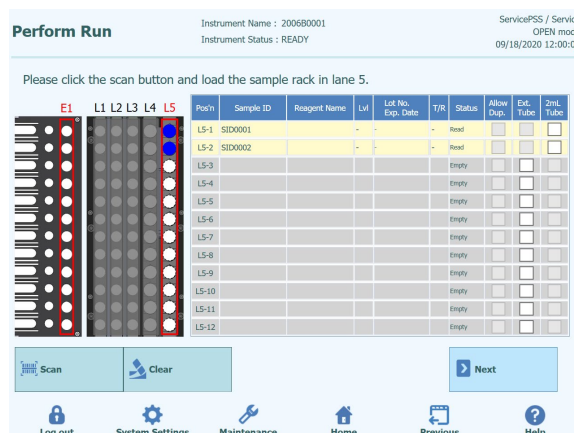 Perform Run
Instrument Name : 2006B0001
Instrument Status : READY
ServicePSS / Servic
OPEN mod
09/18/2020 12:00:0
Please click the scan button and load the sample rack in lane 5.
E1 L1 L2 L3 L4 L5
Pos'n Sample ID Reagent Name Lvl Lot No. Exp. Date T/R Status Allow Dup. Ext. Tube 2mL Tube
L5-1 SID0001 - - - Read
L5-2 SID0002 - - - Read
L5-3 Empty
L5-4 Empty
L5-5 Empty
L5-6 Empty
L5-7 Empty
L5-8 Empty
L5-9 Empty
L5-10 Empty
L5-11 Empty
L5-12 Empty
Scan
Clear
Next
Log out
System Settings
Maintenance
Home
Previous
Help